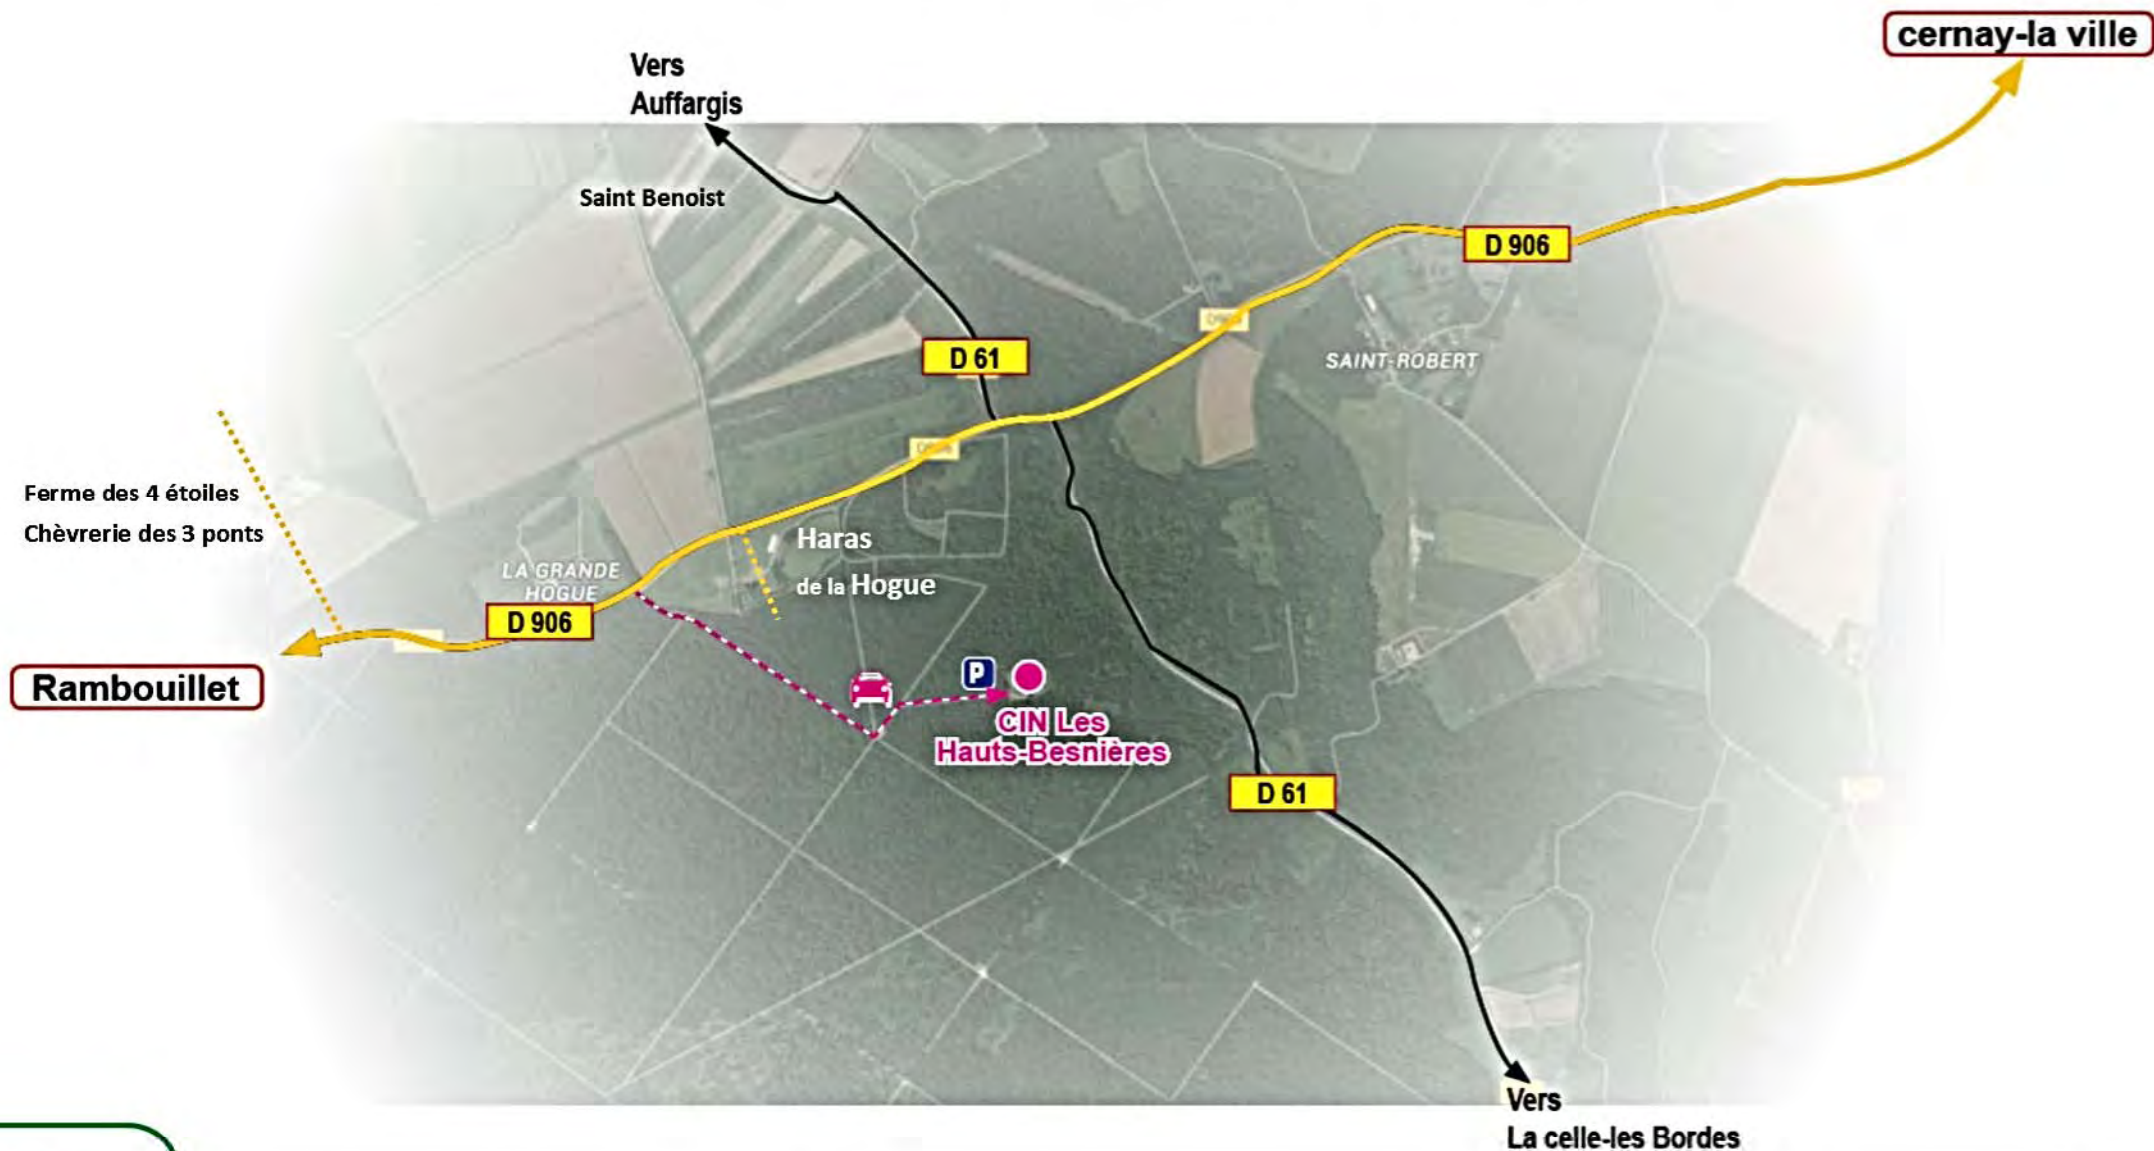 cernay-la ville
Vers
Auffargis
Saint Benoist
D 906
D 61
SAINT-ROBERT
Ferme des 4 étoiles
Chèvrerie des 3 ponts
Haras
de la Hogue
LA GRANDE
HOGUE
D 906
Rambouillet
P
CIN Les
Hauts-Besnières
D 61
Vers
La celle-les Bordes